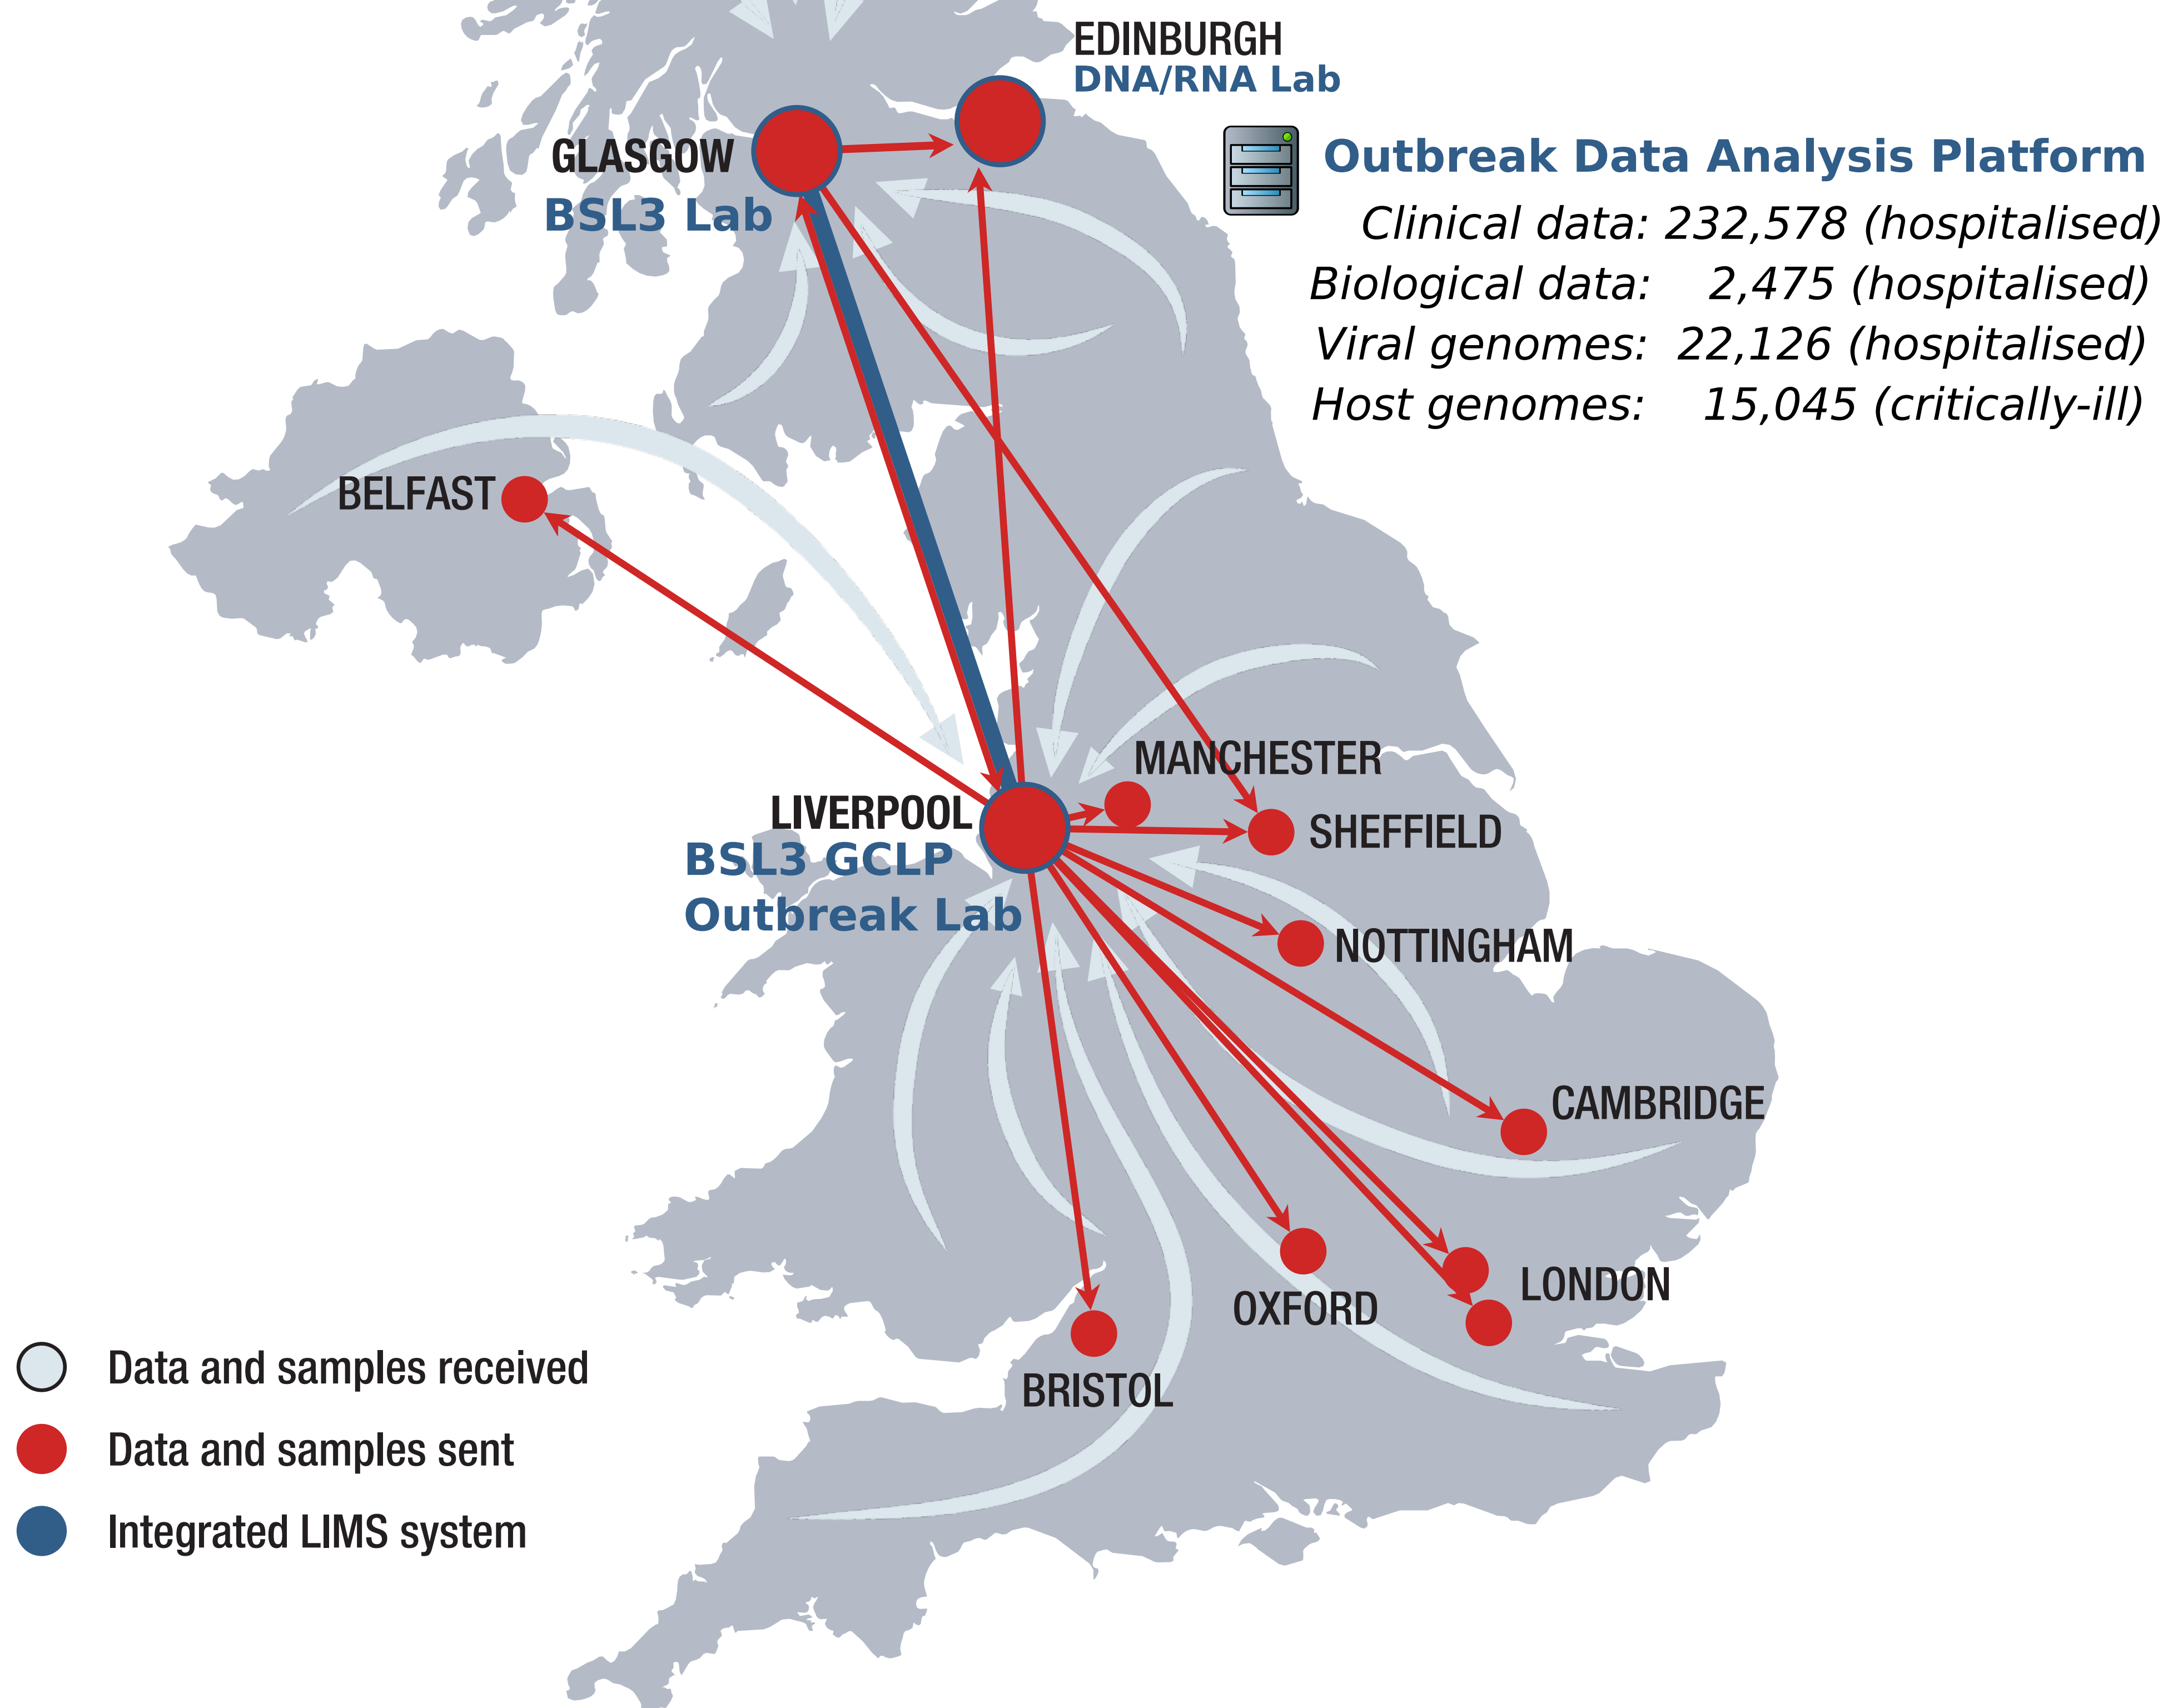 EDINBURGH
DNA/RNA Lab
GLASGOW
BSL3 Lab
Outbreak Data Analysis Platform
Clinical data: 232,578 (hospitalised)
Biological data: 2,475 (hospitalised)
Viral genomes: 22,126 (hospitalised)
Host genomes: 15,045 (critically-ill)
BELFAST
MANCHESTER
LIVERPOOL
BSL3 GCLP
Outbreak Lab
SHEFFIELD
NOTTINGHAM
CAMBRIDGE
LONDON
OXFORD
BRISTOL
Data and samples received
Data and samples sent
Integrated LIMS system